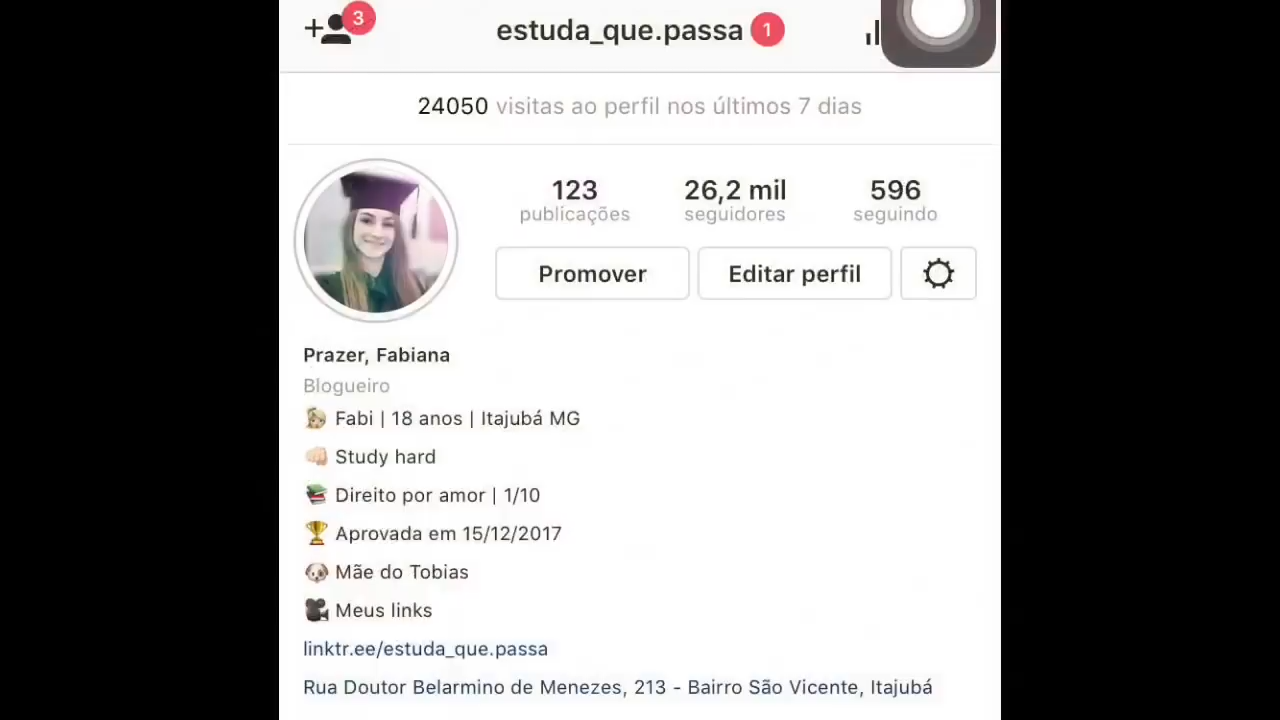 3
estuda_que.passa 1
24050 visitas ao perfil nos últimos 7 dias
123 26,2 mil 596
publicações seguidores seguindo
Promover Editar perfil
Prazer, Fabiana
Blogueiro
Fabi | 18 anos | Itajubá MG
Study hard
Direito por amor | 1/10
Aprovada em 15/12/2017
Mãe do Tobias
Meus links
linktr.ee/estuda_que.passa
Rua Doutor Belarmino de Menezes, 213 - Bairro São Vicente, Itajubá